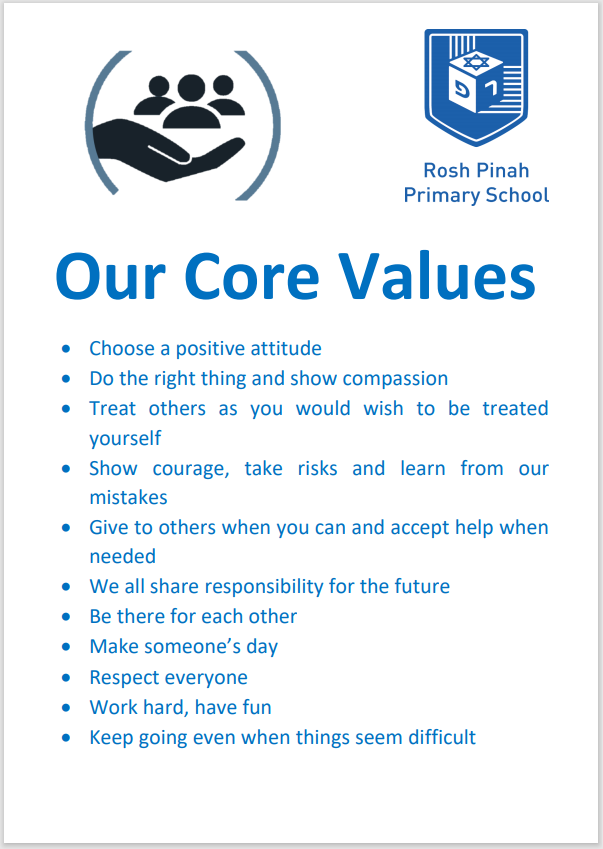 ר
פ
Rosh Pinah
Primary School
Our Core Values
• Choose a positive attitude
• Do the right thing and show compassion
• Treat others as you would wish to be treated
yourself
• Show courage, take risks and learn from our
mistakes
• Give to others when you can and accept help when
needed
• We all share responsibility for the future
• Be there for each other
• Make someone’s day
• Respect everyone
• Work hard, have fun
• Keep going even when things seem difficult